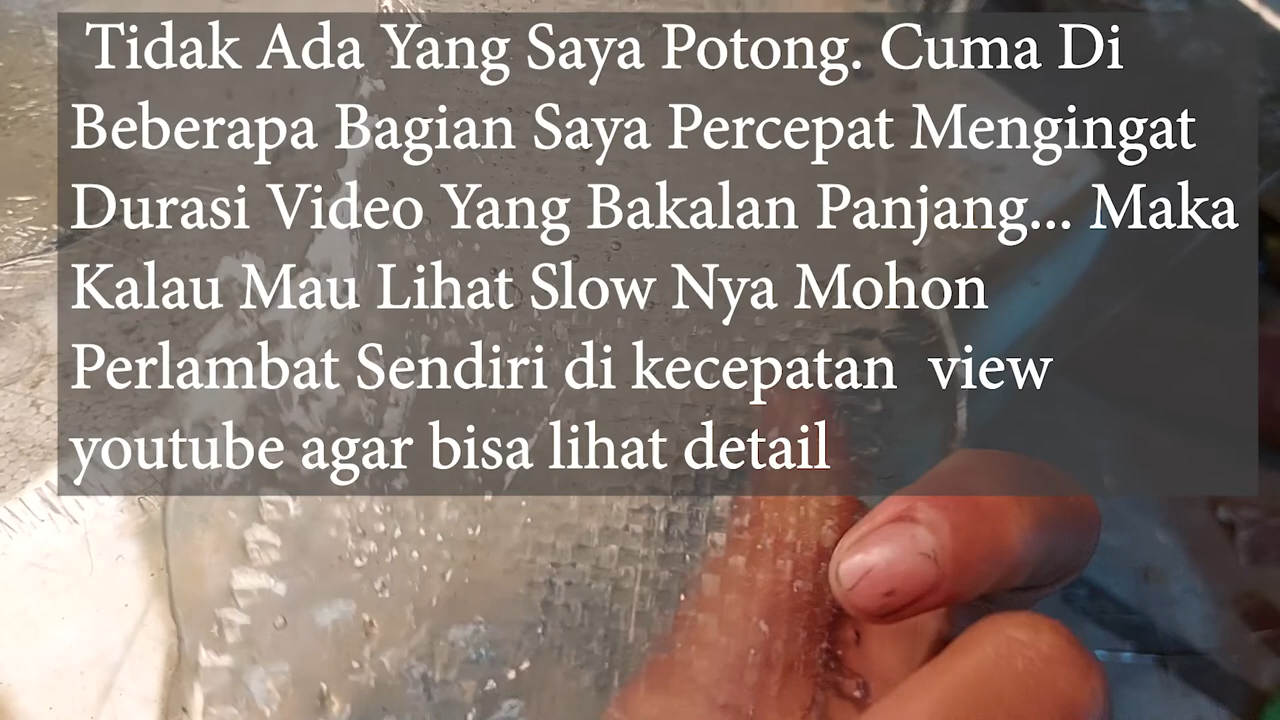 Tidak Ada Yang Saya Potong. Cuma Di
Beberapa Bagian Saya Percepat Mengingat
Durasi Video Yang Bakalan Panjang... Maka
Kalau Mau Lihat Slow Nya Mohon
Perlambat Sendiri di kecepatan view
youtube agar bisa lihat detail